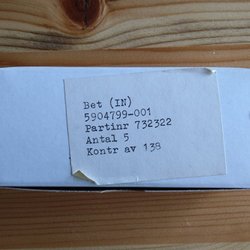 Bet (IN)
5904799-001
Partinr 732322
Antal 5
Kontr av 138